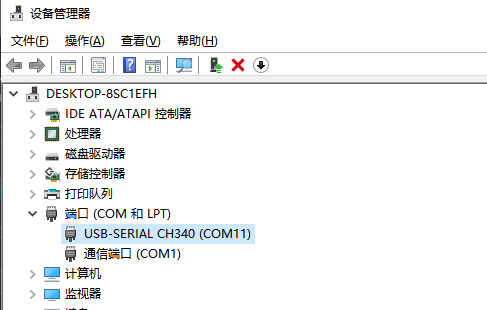 设备管理器
文件(F) 操作(A) 查看(V) 帮助(H)
DESKTOP-8SC1EFH
IDE ATA/ATAPI 控制器
处理器
磁盘驱动器
存储控制器
打印队列
端口 (COM 和 LPT)
USB-SERIAL CH340 (COM11)
通信端口 (COM1)
计算机
监视器